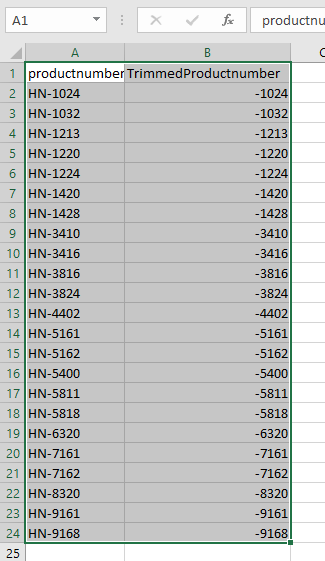 A1 fx productnu
A B C
1 productnumber TrimmedProductnumber
2 HN-1024 -1024
3 HN-1032 -1032
4 HN-1213 -1213
5 HN-1220 -1220
6 HN-1224 -1224
7 HN-1420 -1420
8 HN-1428 -1428
9 HN-3410 -3410
10 HN-3416 -3416
11 HN-3816 -3816
12 HN-3824 -3824
13 HN-4402 -4402
14 HN-5161 -5161
15 HN-5162 -5162
16 HN-5400 -5400
17 HN-5811 -5811
18 HN-5818 -5818
19 HN-6320 -6320
20 HN-7161 -7161
21 HN-7162 -7162
22 HN-8320 -8320
23 HN-9161 -9161
24 HN-9168 -9168
25